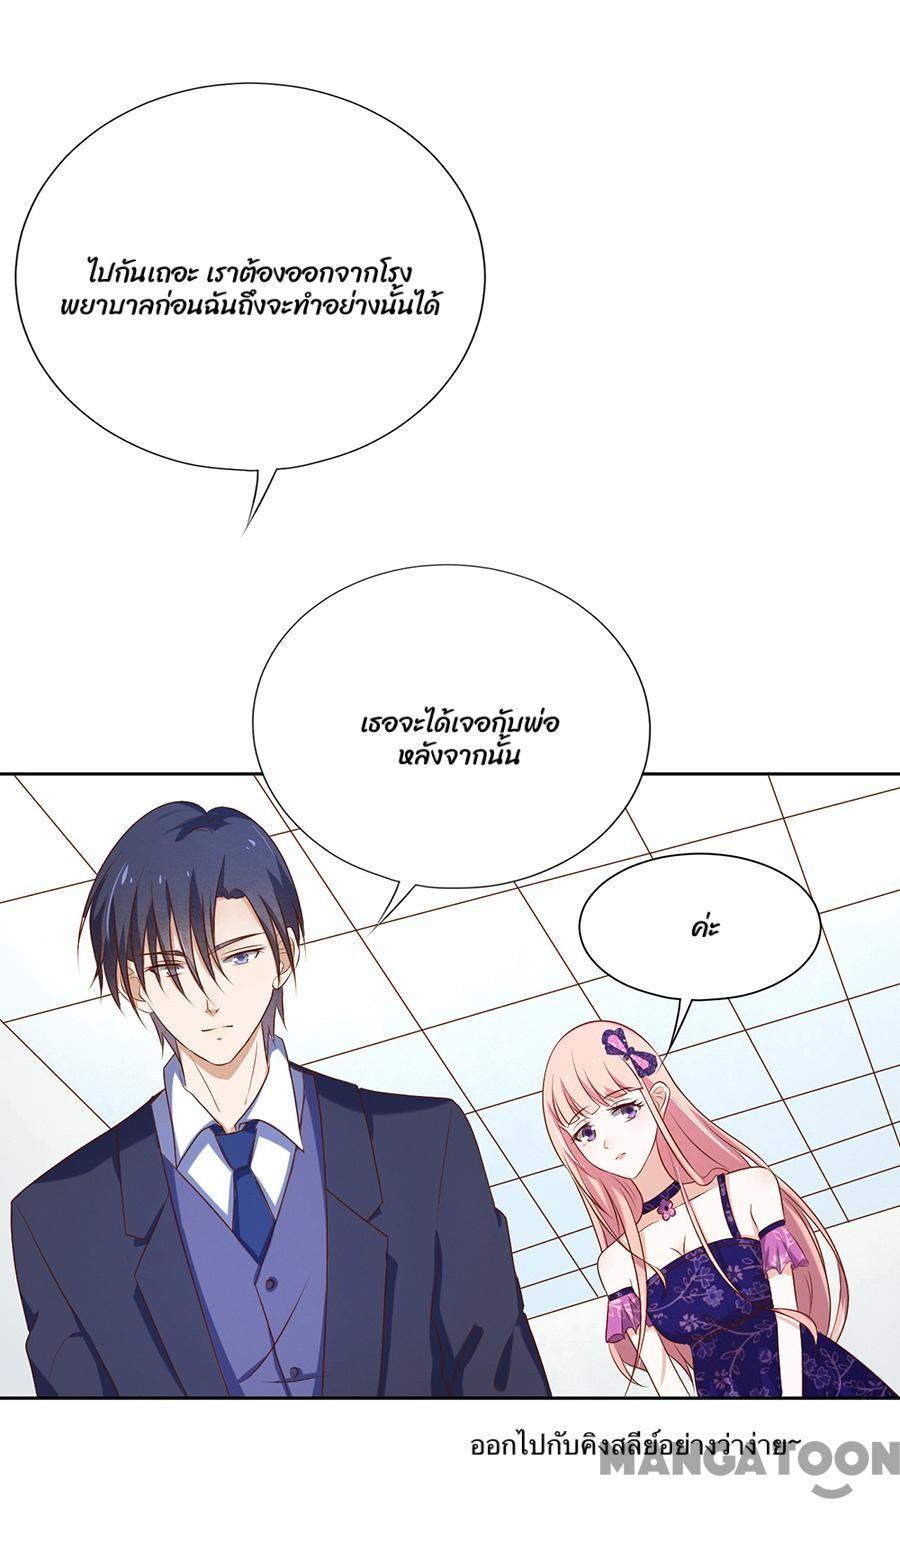 ไปกันเถอะ เราต้องออกจากโรง
พยาบาลก่อนฉันถึงจะทำอย่างนั้นได้
เธอจะได้เจอกับพ่อ
หลังจากนั้น
ค่ะ
ออกไปกับคิงสลีย์อย่างว่าง่าย~
MANGATOON